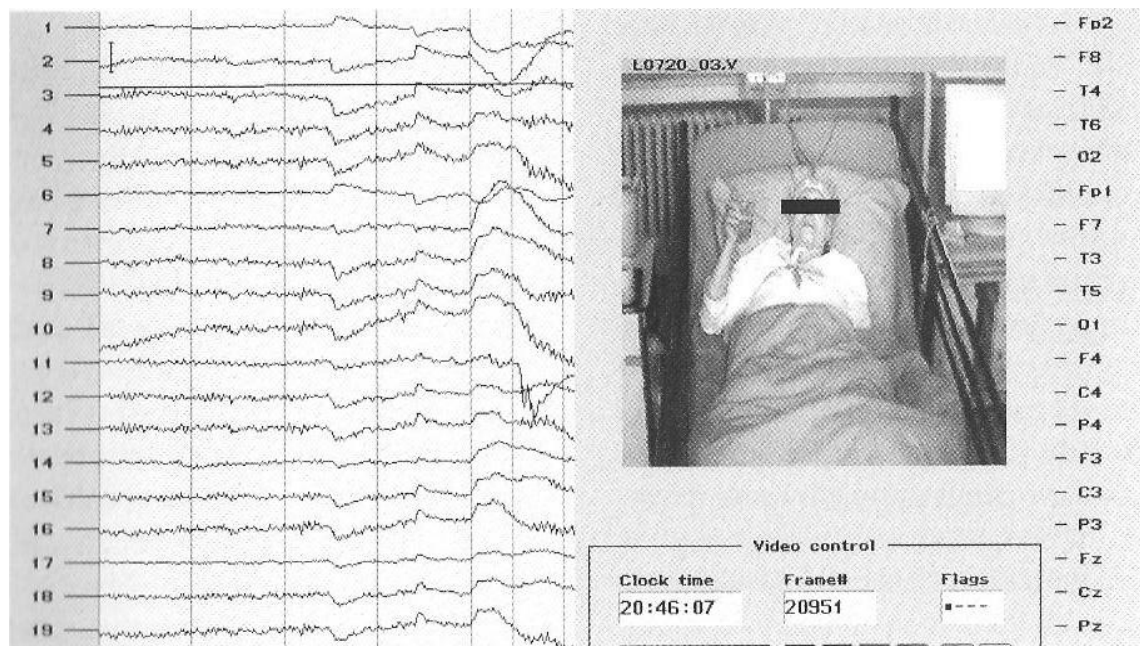 1
2
3
4
5
6
7
8
9
10
11
12
13
14
15
16
17
18
19
L0720_03.V
Fp2
F8
T4
T6
O2
Fp1
F7
T3
T5
O1
F4
C4
P4
F3
C3
P3
Fz
Cz
Pz
Video control
Clock time Frame# Flags
20:46:07 20951